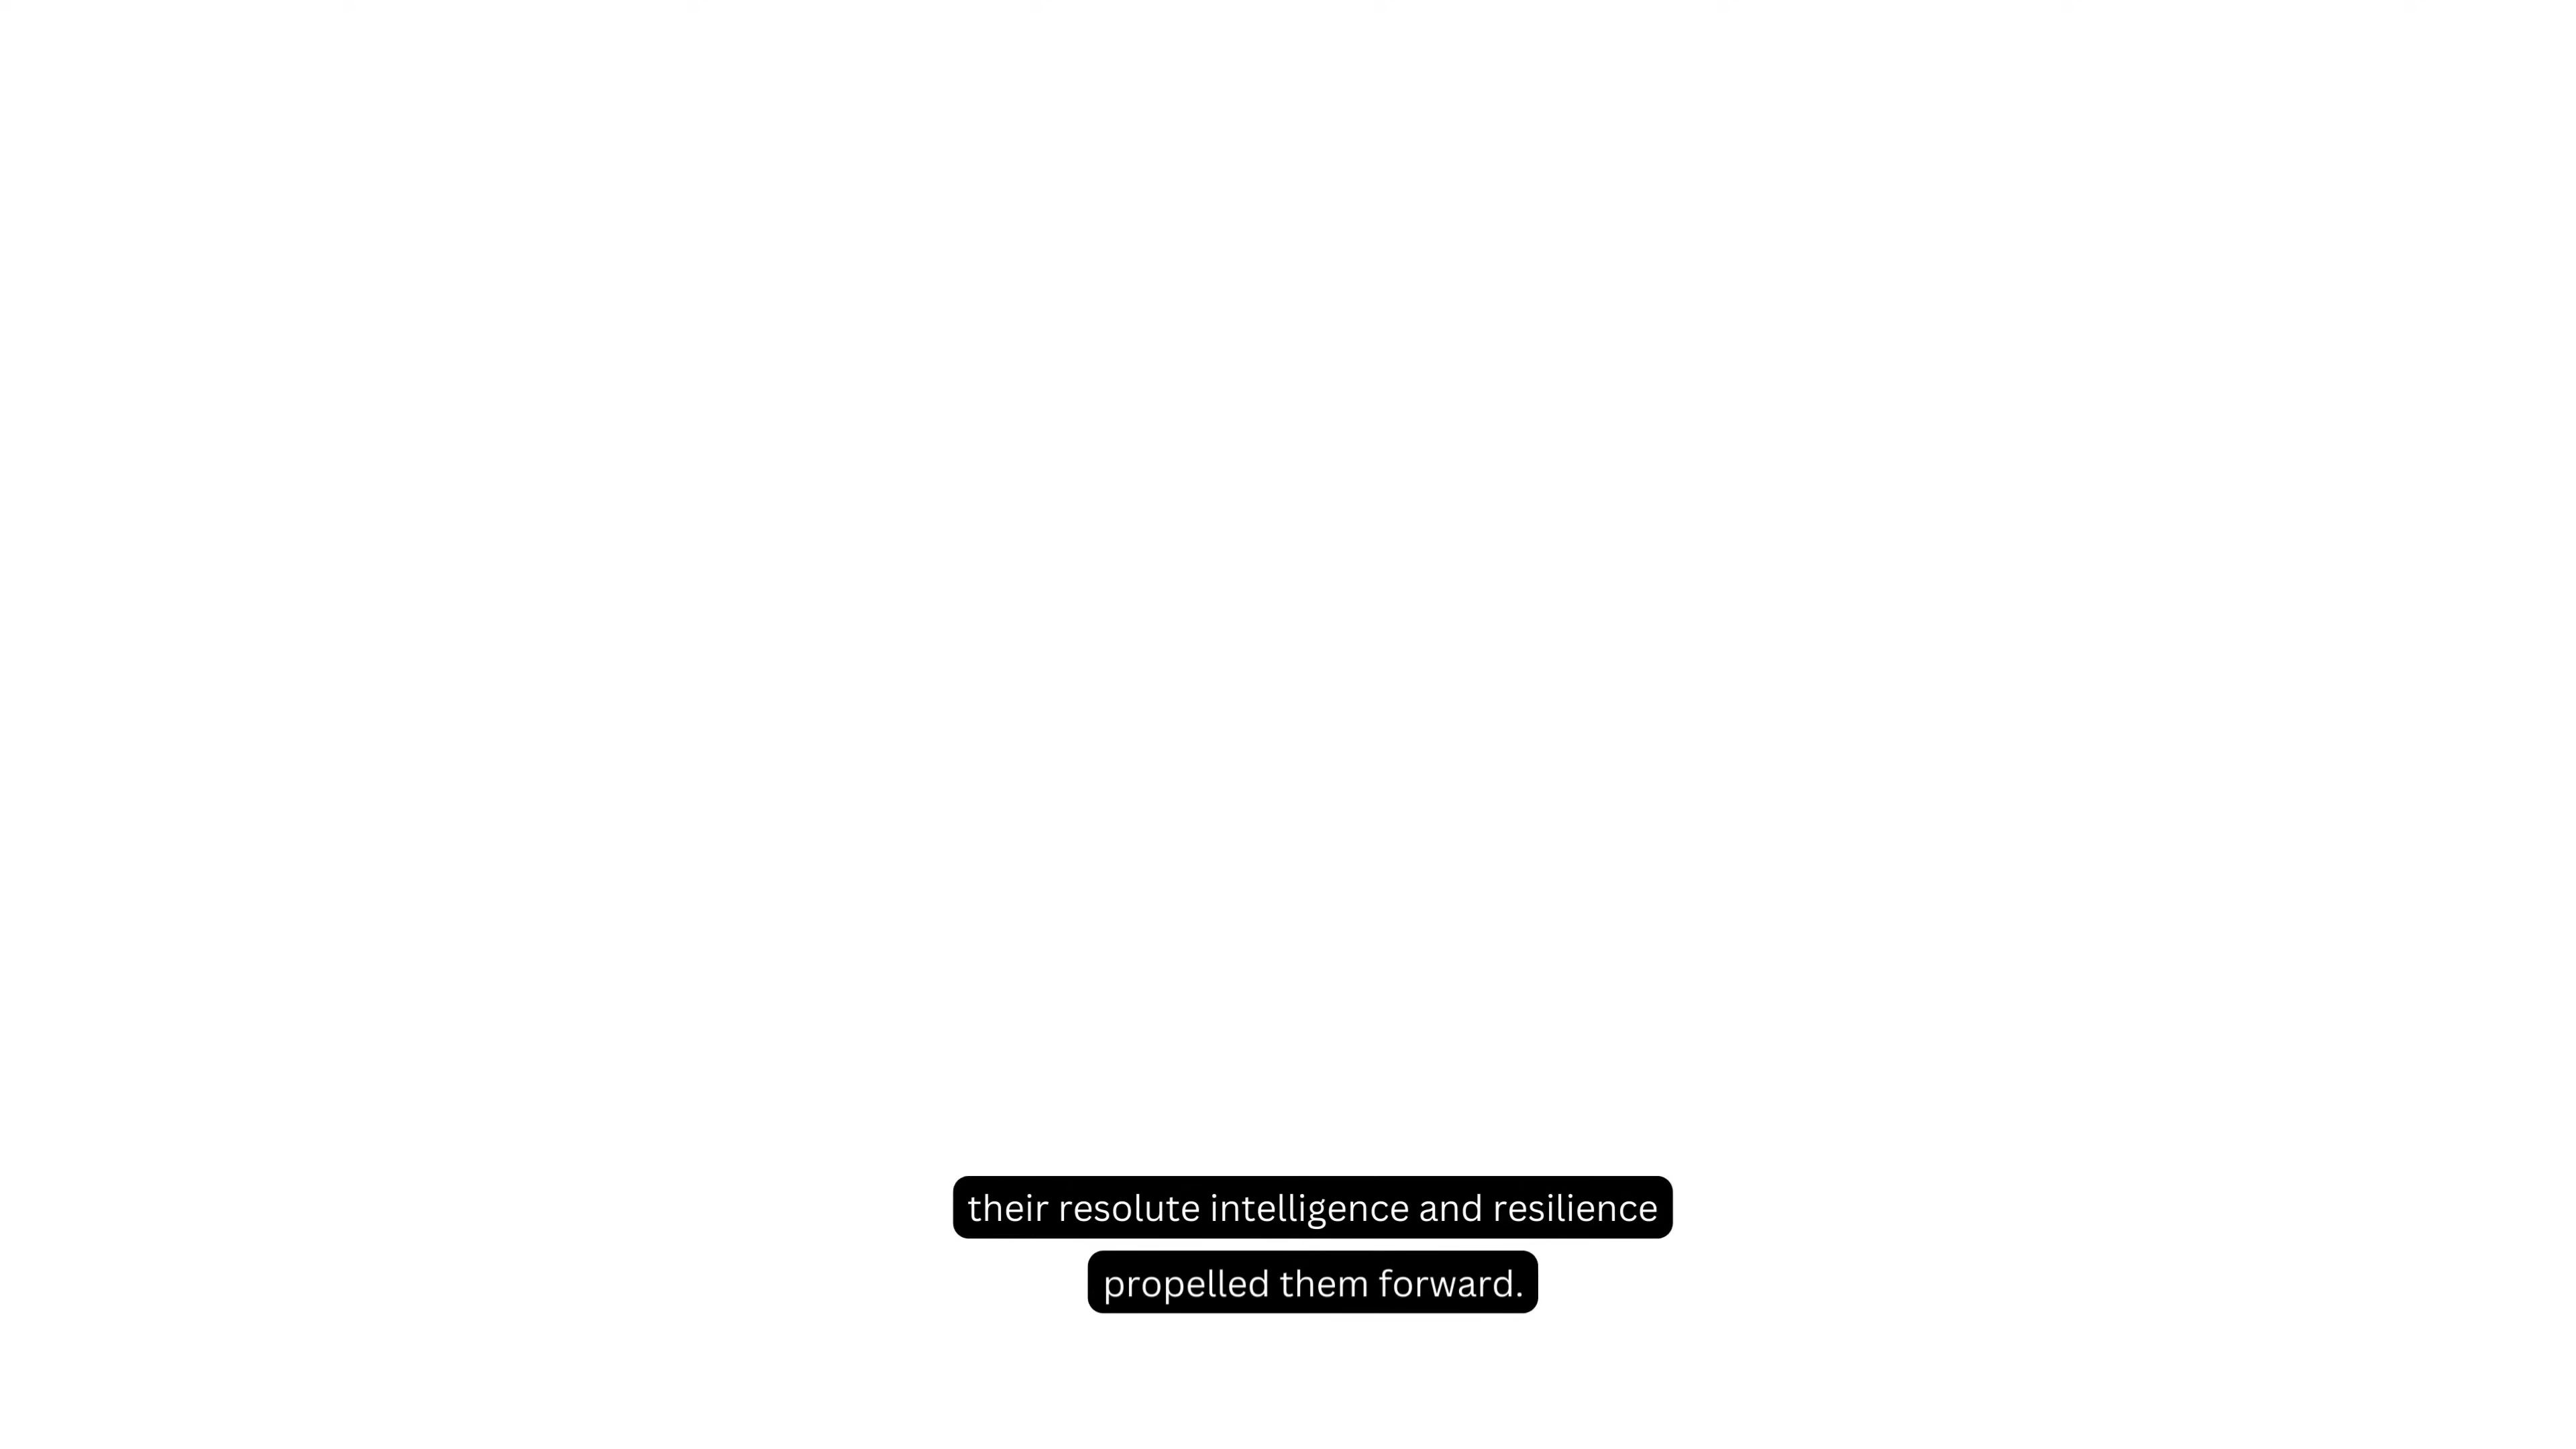 their resolute intelligence and resilience
propelled them forward.